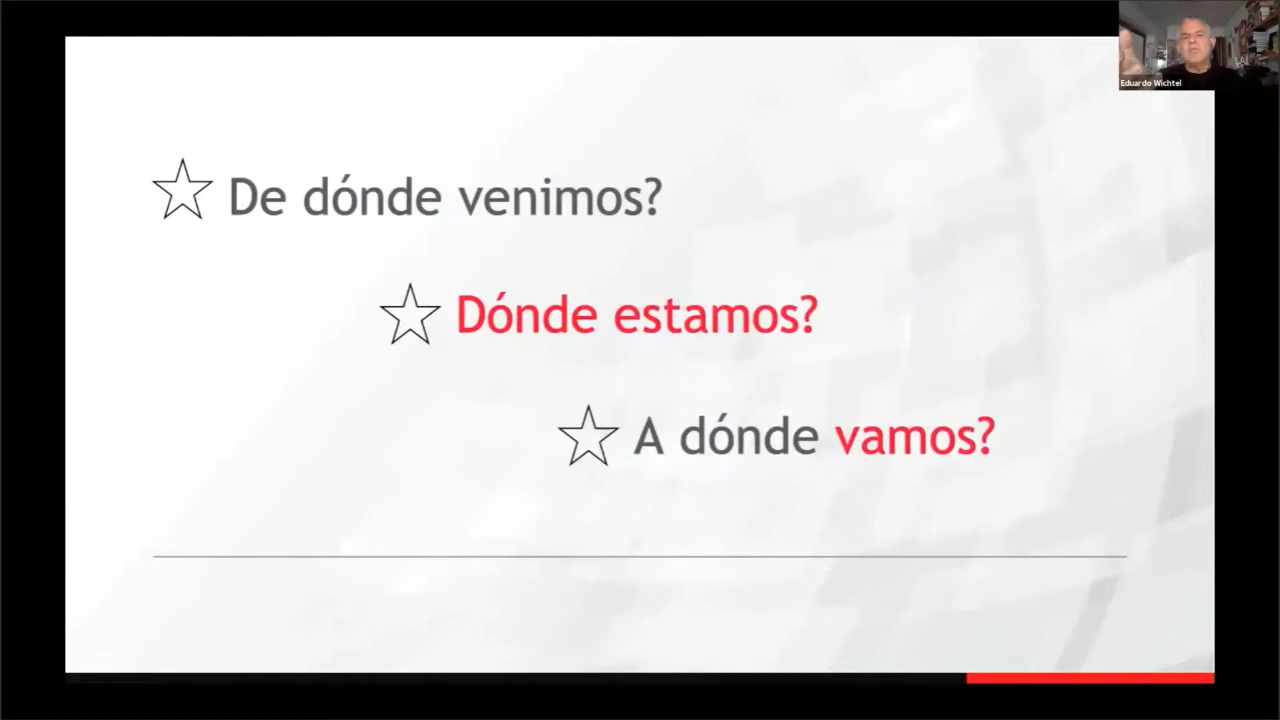 Eduardo Wichtel
De dónde venimos?
Dónde estamos?
A dónde vamos?